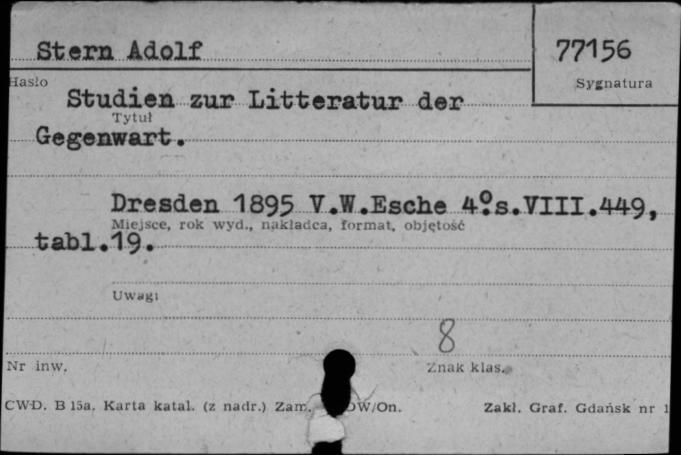 Stern Adolf
77156
Hasło
Sygnatura
Studien zur Litteratur der
Tytuł
Gegenwart.
Dresden 1895 V.W.Esche 4º.s.VIII.449,
Miejsce, rok wyd., nakładca, format, objętość
tabl.19.
Uwagi
8
Nr inw.
Znak klas.
CWD. B 15a. Karta katal. (z nadr.) Zam. DW/On.
Zakł. Graf. Gdańsk nr 1